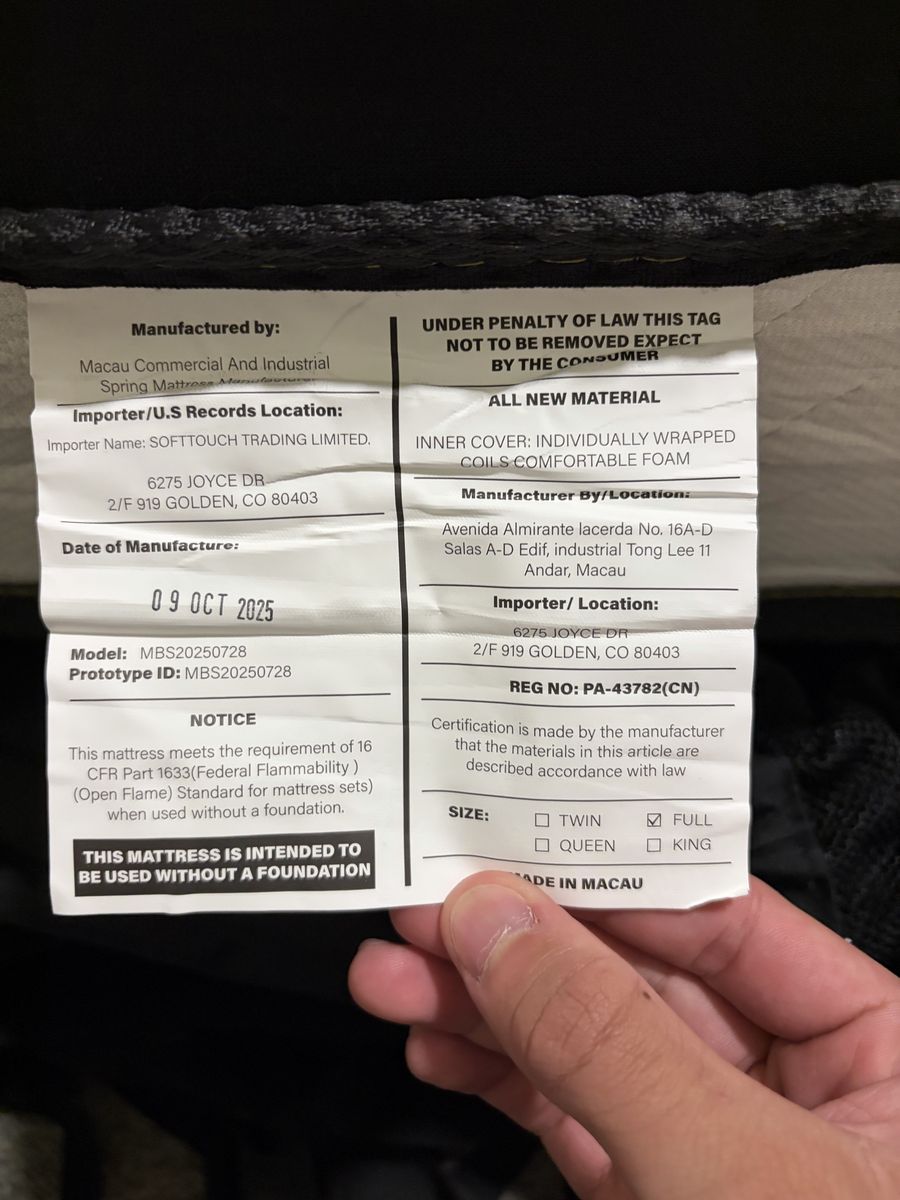 Manufactured by:
Macau Commercial And Industrial
Spring Mattress Manufacturer
Importer/U.S Records Location:
Importer Name: SOFTTOUCH TRADING LIMITED.
6275 JOYCE DR
2/F 919 GOLDEN, CO 80403
Date of Manufacture:
09 OCT 2025
Model: MBS20250728
Prototype ID: MBS20250728
NOTICE
This mattress meets the requirement of 16
CFR Part 1633(Federal Flammability )
(Open Flame) Standard for mattress sets)
when used without a foundation.
THIS MATTRESS IS INTENDED TO
BE USED WITHOUT A FOUNDATION
UNDER PENALTY OF LAW THIS TAG
NOT TO BE REMOVED EXPECT
BY THE CONSUMER
ALL NEW MATERIAL
INNER COVER: INDIVIDUALLY WRAPPED
COILS COMFORTABLE FOAM
Manufacturer By/Location:
Avenida Almirante lacerda No. 16A-D
Salas A-D Edif, industrial Tong Lee 11
Andar, Macau
Importer/ Location:
6275 JOYCE DR
2/F 919 GOLDEN, CO 80403
REG NO: PA-43782(CN)
Certification is made by the manufacturer
that the materials in this article are
described accordance with law
SIZE: ☐ TWIN ☑ FULL
☐ QUEEN ☐ KING
MADE IN MACAU